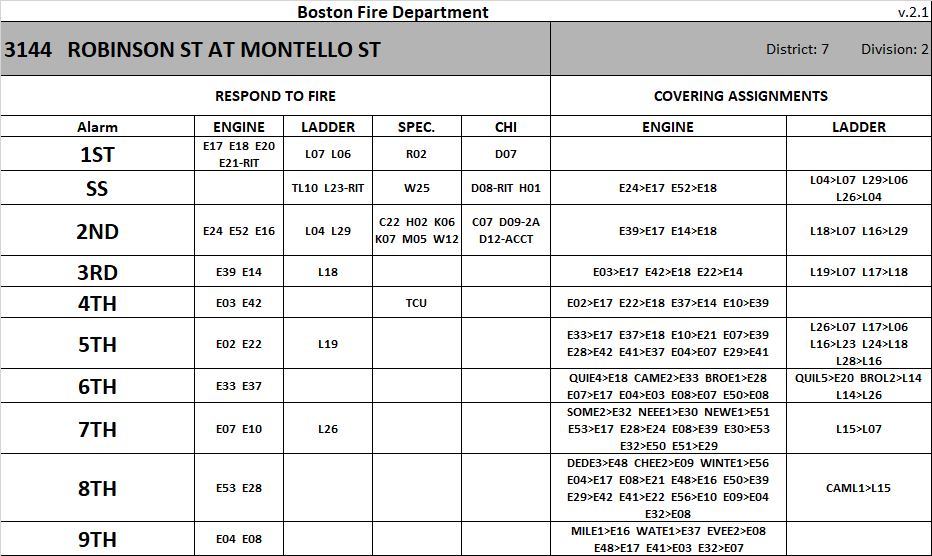 Boston Fire Department v.2.1
3144 ROBINSON ST AT MONTELLO ST District: 7 Division: 2
RESPOND TO FIRE COVERING ASSIGNMENTS
Alarm ENGINE LADDER SPEC. CHI ENGINE LADDER
1ST
E17 E18 E20
E21-RIT
L07 L06
R02
D07
SS
TL10 L23-RIT
W25
D08-RIT H01
E24>E17 E52>E18
L04>L07 L29>L06
L26>L04
2ND
E24 E52 E16
L04 L29
C22 H02 K06
K07 M05 W12
C07 D09-2A
D12-ACCT
E39>E17 E14>E18
L18>L07 L16>L29
3RD
E39 E14
L18
E03>E17 E42>E18 E22>E14
L19>L07 L17>L18
4TH
E03 E42
TCU
E02>E17 E22>E18 E37>E14 E10>E39
5TH
E02 E22
L19
E33>E17 E37>E18 E10>E21 E07>E39
E28>E42 E41>E37 E04>E07 E29>E41
L26>L07 L17>L06
L16>L23 L24>L18
L28>L16
6TH
E33 E37
QUIE4>E18 CAME2>E33 BROE1>E28
E07>E17 E04>E03 E08>E07 E50>E08
QUIL5>E20 BROL2>L14
L14>L26
7TH
E07 E10
L26
SOME2>E32 NEEE1>E30 NEWE1>E51
E53>E17 E28>E24 E08>E39 E30>E53
E32>E50 E51>E29
L15>L07
8TH
E53 E28
DEDE3>E48 CHEE2>E09 WINTE1>E56
E04>E17 E08>E21 E48>E16 E50>E39
E29>E42 E41>E22 E56>E10 E09>E04
E32>E08
CAML1>L15
9TH
E04 E08
MILE1>E16 WATE1>E37 EVEE2>E08
E48>E17 E41>E03 E32>E07